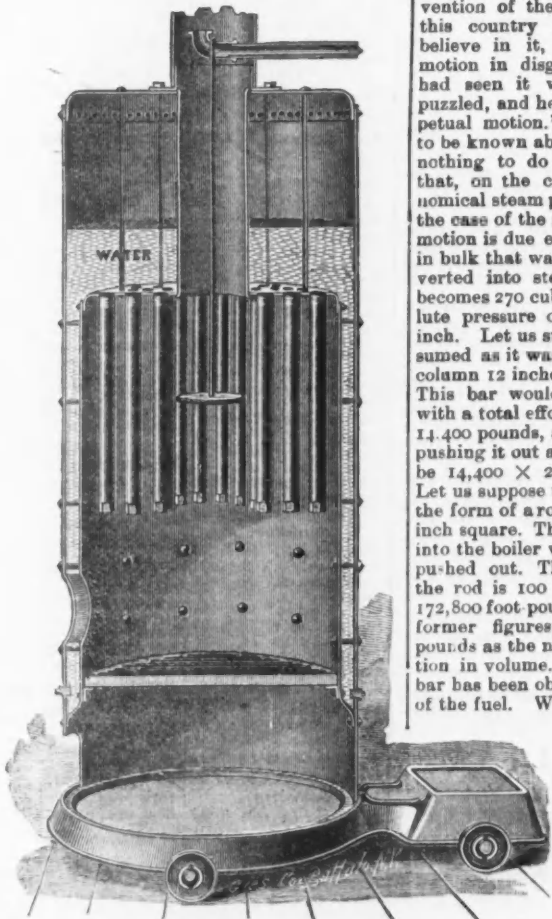 WATER
vention of the
this country
believe in it,
motion in disg
had seen it v
puzzled, and he
petual motion."
to be known ab
nothing to do
that, on the c
nomical steam p
the case of the
motion is due e
in bulk that wa
verted into ste
becomes 270 cul
lute pressure c
inch. Let us s
sumed as it wa
column 12 inche
This bar woul
with a total effo
14.400 pounds,
pushing it out a
be 14,400 × 2
Let us suppose
the form of a ro
inch square. Th
into the boiler v
pushed out. T
the rod is 100
172,800 foot-pou
former figures
pounds as the n
tion in volume.
bar has been ob
of the fuel. W